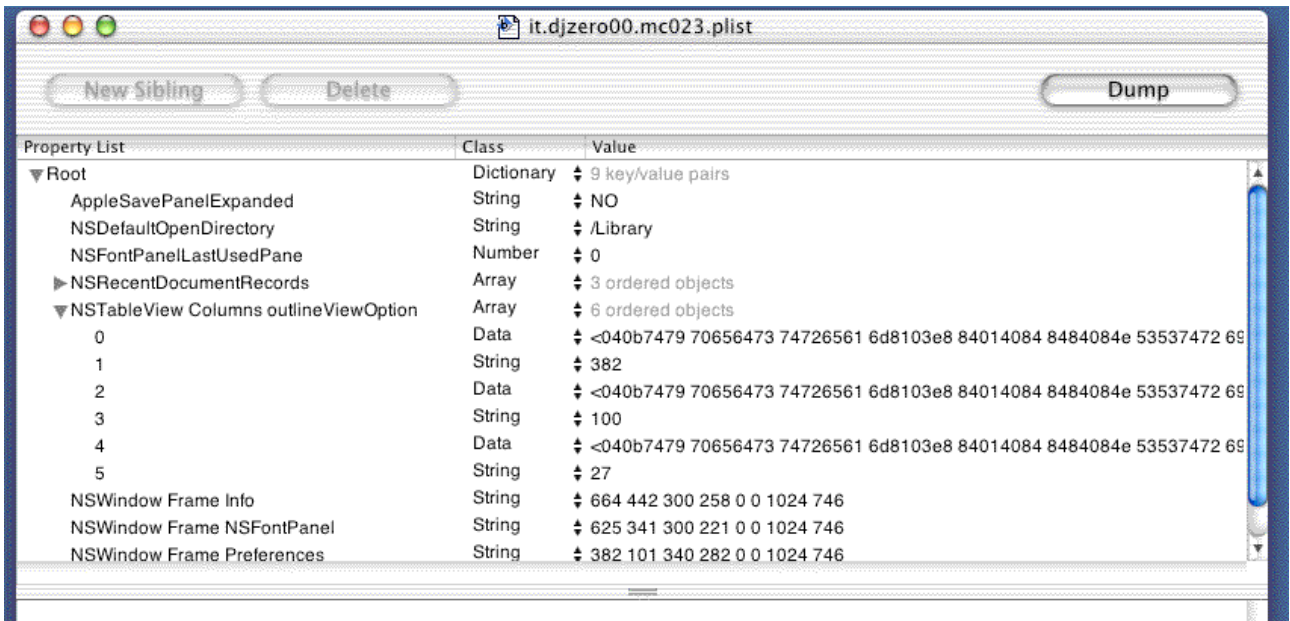 it.djzero00.mc023.plist
New Sibling Delete Dump
Property List Class Value
Root Dictionary 9 key/value pairs
AppleSavePanelExpanded String NO
NSDefaultOpenDirectory String /Library
NSFontPanelLastUsedPane Number 0
NSRecentDocumentRecords Array 3 ordered objects
NSTableView Columns outlineViewOption Array 6 ordered objects
0 Data <040b7479 70656473 74726561 6d8103e8 84014084 8484084e 53537472 69
1 String 382
2 Data <040b7479 70656473 74726561 6d8103e8 84014084 8484084e 53537472 69
3 String 100
4 Data <040b7479 70656473 74726561 6d8103e8 84014084 8484084e 53537472 69
5 String 27
NSWindow Frame Info String 664 442 300 258 0 0 1024 746
NSWindow Frame NSFontPanel String 625 341 300 221 0 0 1024 746
NSWindow Frame Preferences String 382 101 340 282 0 0 1024 746